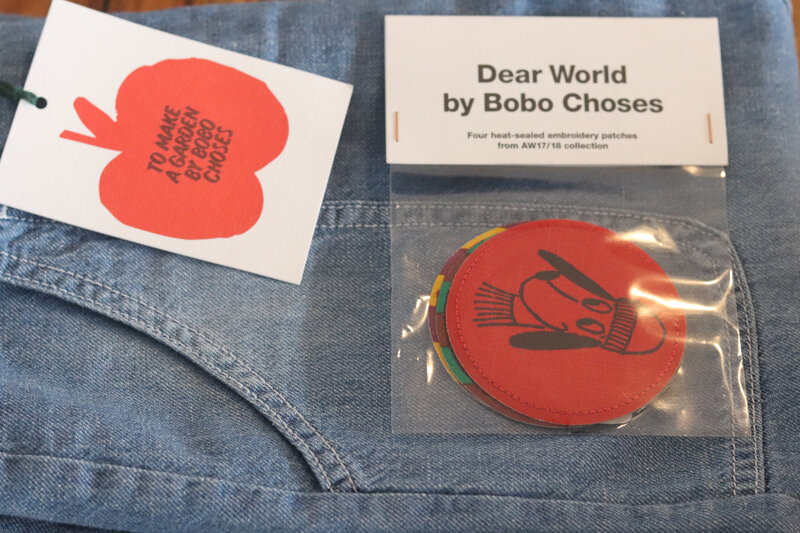 TO MAKE
A GARDEN
BY BOBO
CHOSES
Dear World
by Bobo Choses
Four heat-sealed embroidery patches
from AW17/18 collection